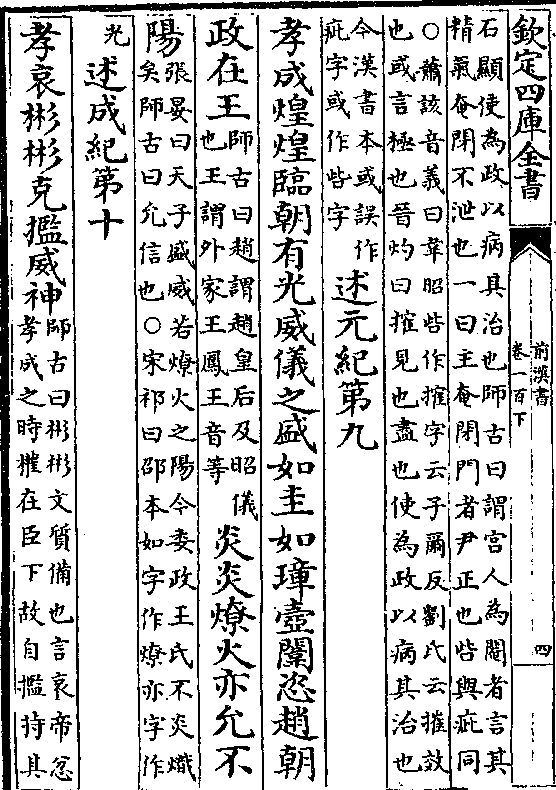 欽定四庫全書
前漢書
卷一百下
四
石顯使為政以病其治也師古曰謂宮人為閹者言其
精氣奄閉不泄也一曰主奄閉門者尹正也呰與疵同
○蕭該音義曰韋昭呰作㩁字云子爾反劉氏云㩁效
也或言極也晉灼曰㩁見也盡也使為政以病其治也
今漢書本或誤作
疵字或作呰字
述元紀第九
孝成煌煌臨朝有光威儀之盛如圭如璋壼闈恣趙朝
政在王
師古曰趙謂趙皇后及昭儀
也王謂外家王鳳王音等
炎炎燎火亦允不
陽
張晏曰天子盛威若燎火之陽今委政王氏不炎熾
矣師古曰允信也○宋祁曰邵本如字作燎亦字作
光
述成紀第十
孝哀彬彬克㩜威神
師古曰彬彬文質備也言哀帝忿
孝成之時權在臣下故自㩜持其